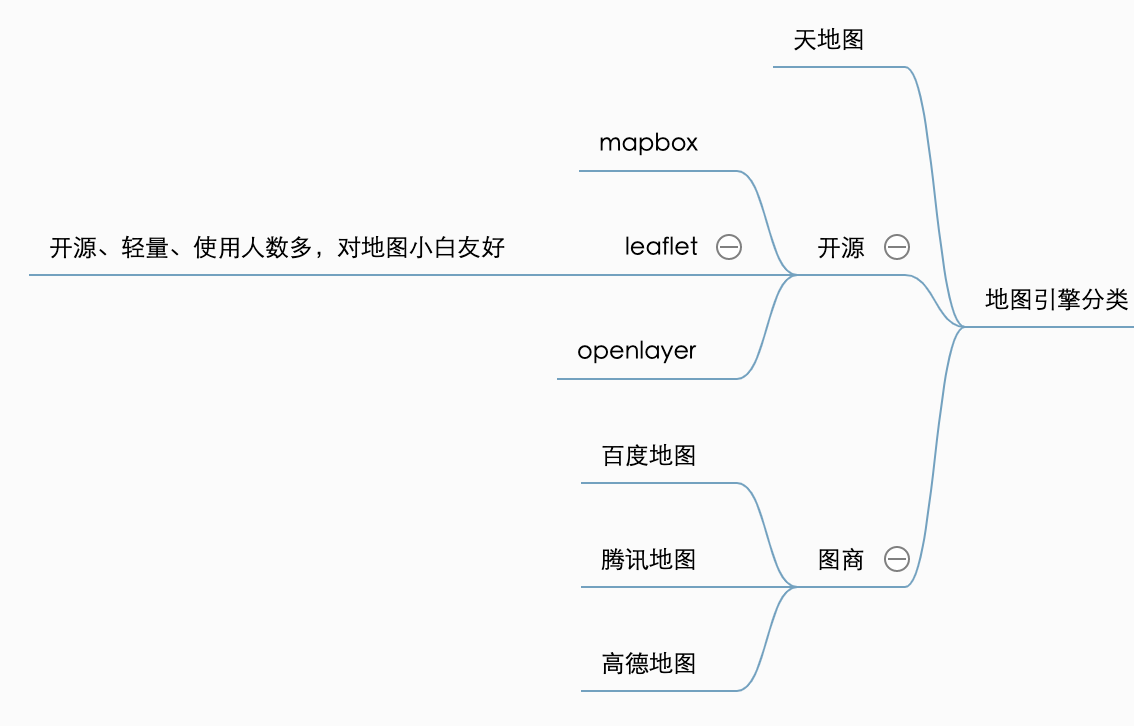 天地图
mapbox
开源、轻量、使用人数多，对地图小白友好
leaflet
开源
地图引擎分类
openlayer
百度地图
腾讯地图
图商
高德地图